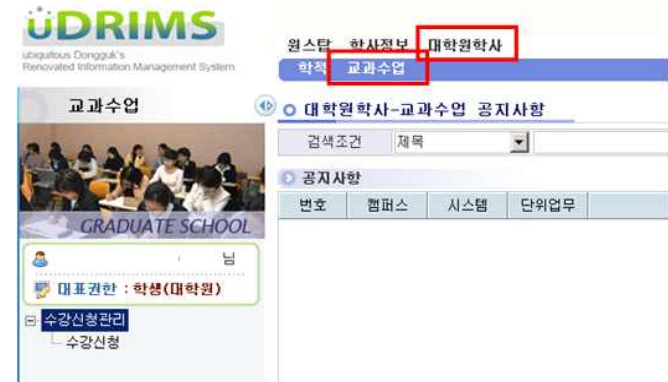 uDRIMS
ubiquitous Dongguk's
Renovated Information Management System
원스탑 학사정보 대학원학사
학적 교과수업
교과수업
대학원학사-교과수업 공지사항
검색조건 제목
공지사항
번호 캠퍼스 시스템 단위업무
GRADUATE SCHOOL
님
대표권한 : 학생(대학원)
수강신청관리
수강신청